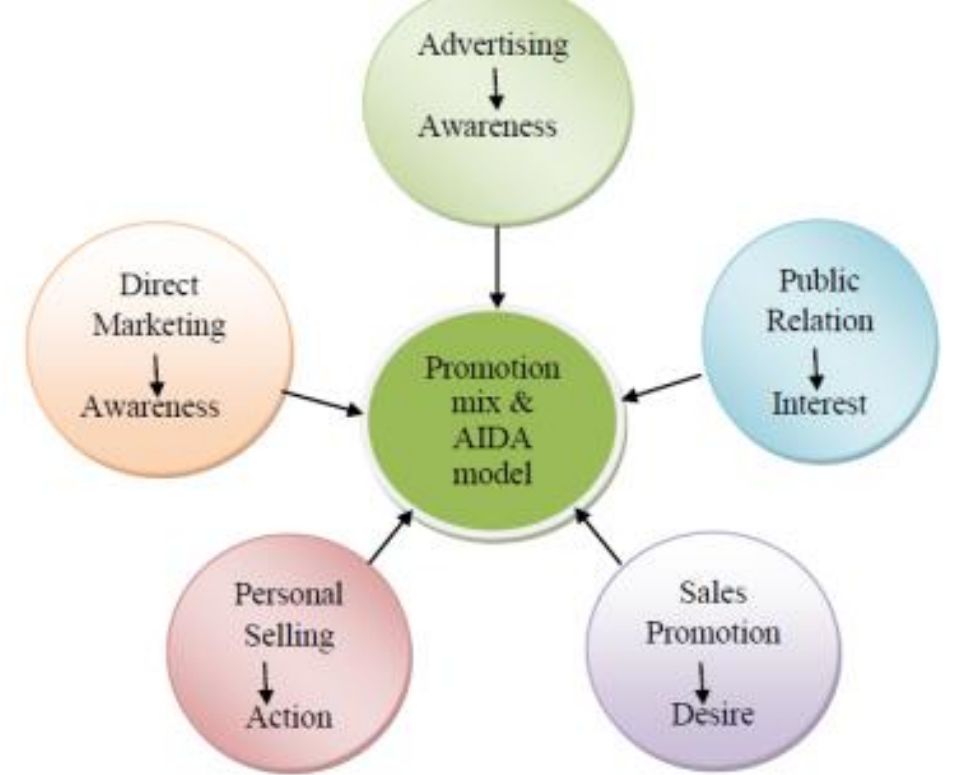 Advertising
Awareness
Direct
Marketing
Awareness
Public
Relation
Interest
Promotion
mix &
AIDA
model
Personal
Selling
Action
Sales
Promotion
Desire